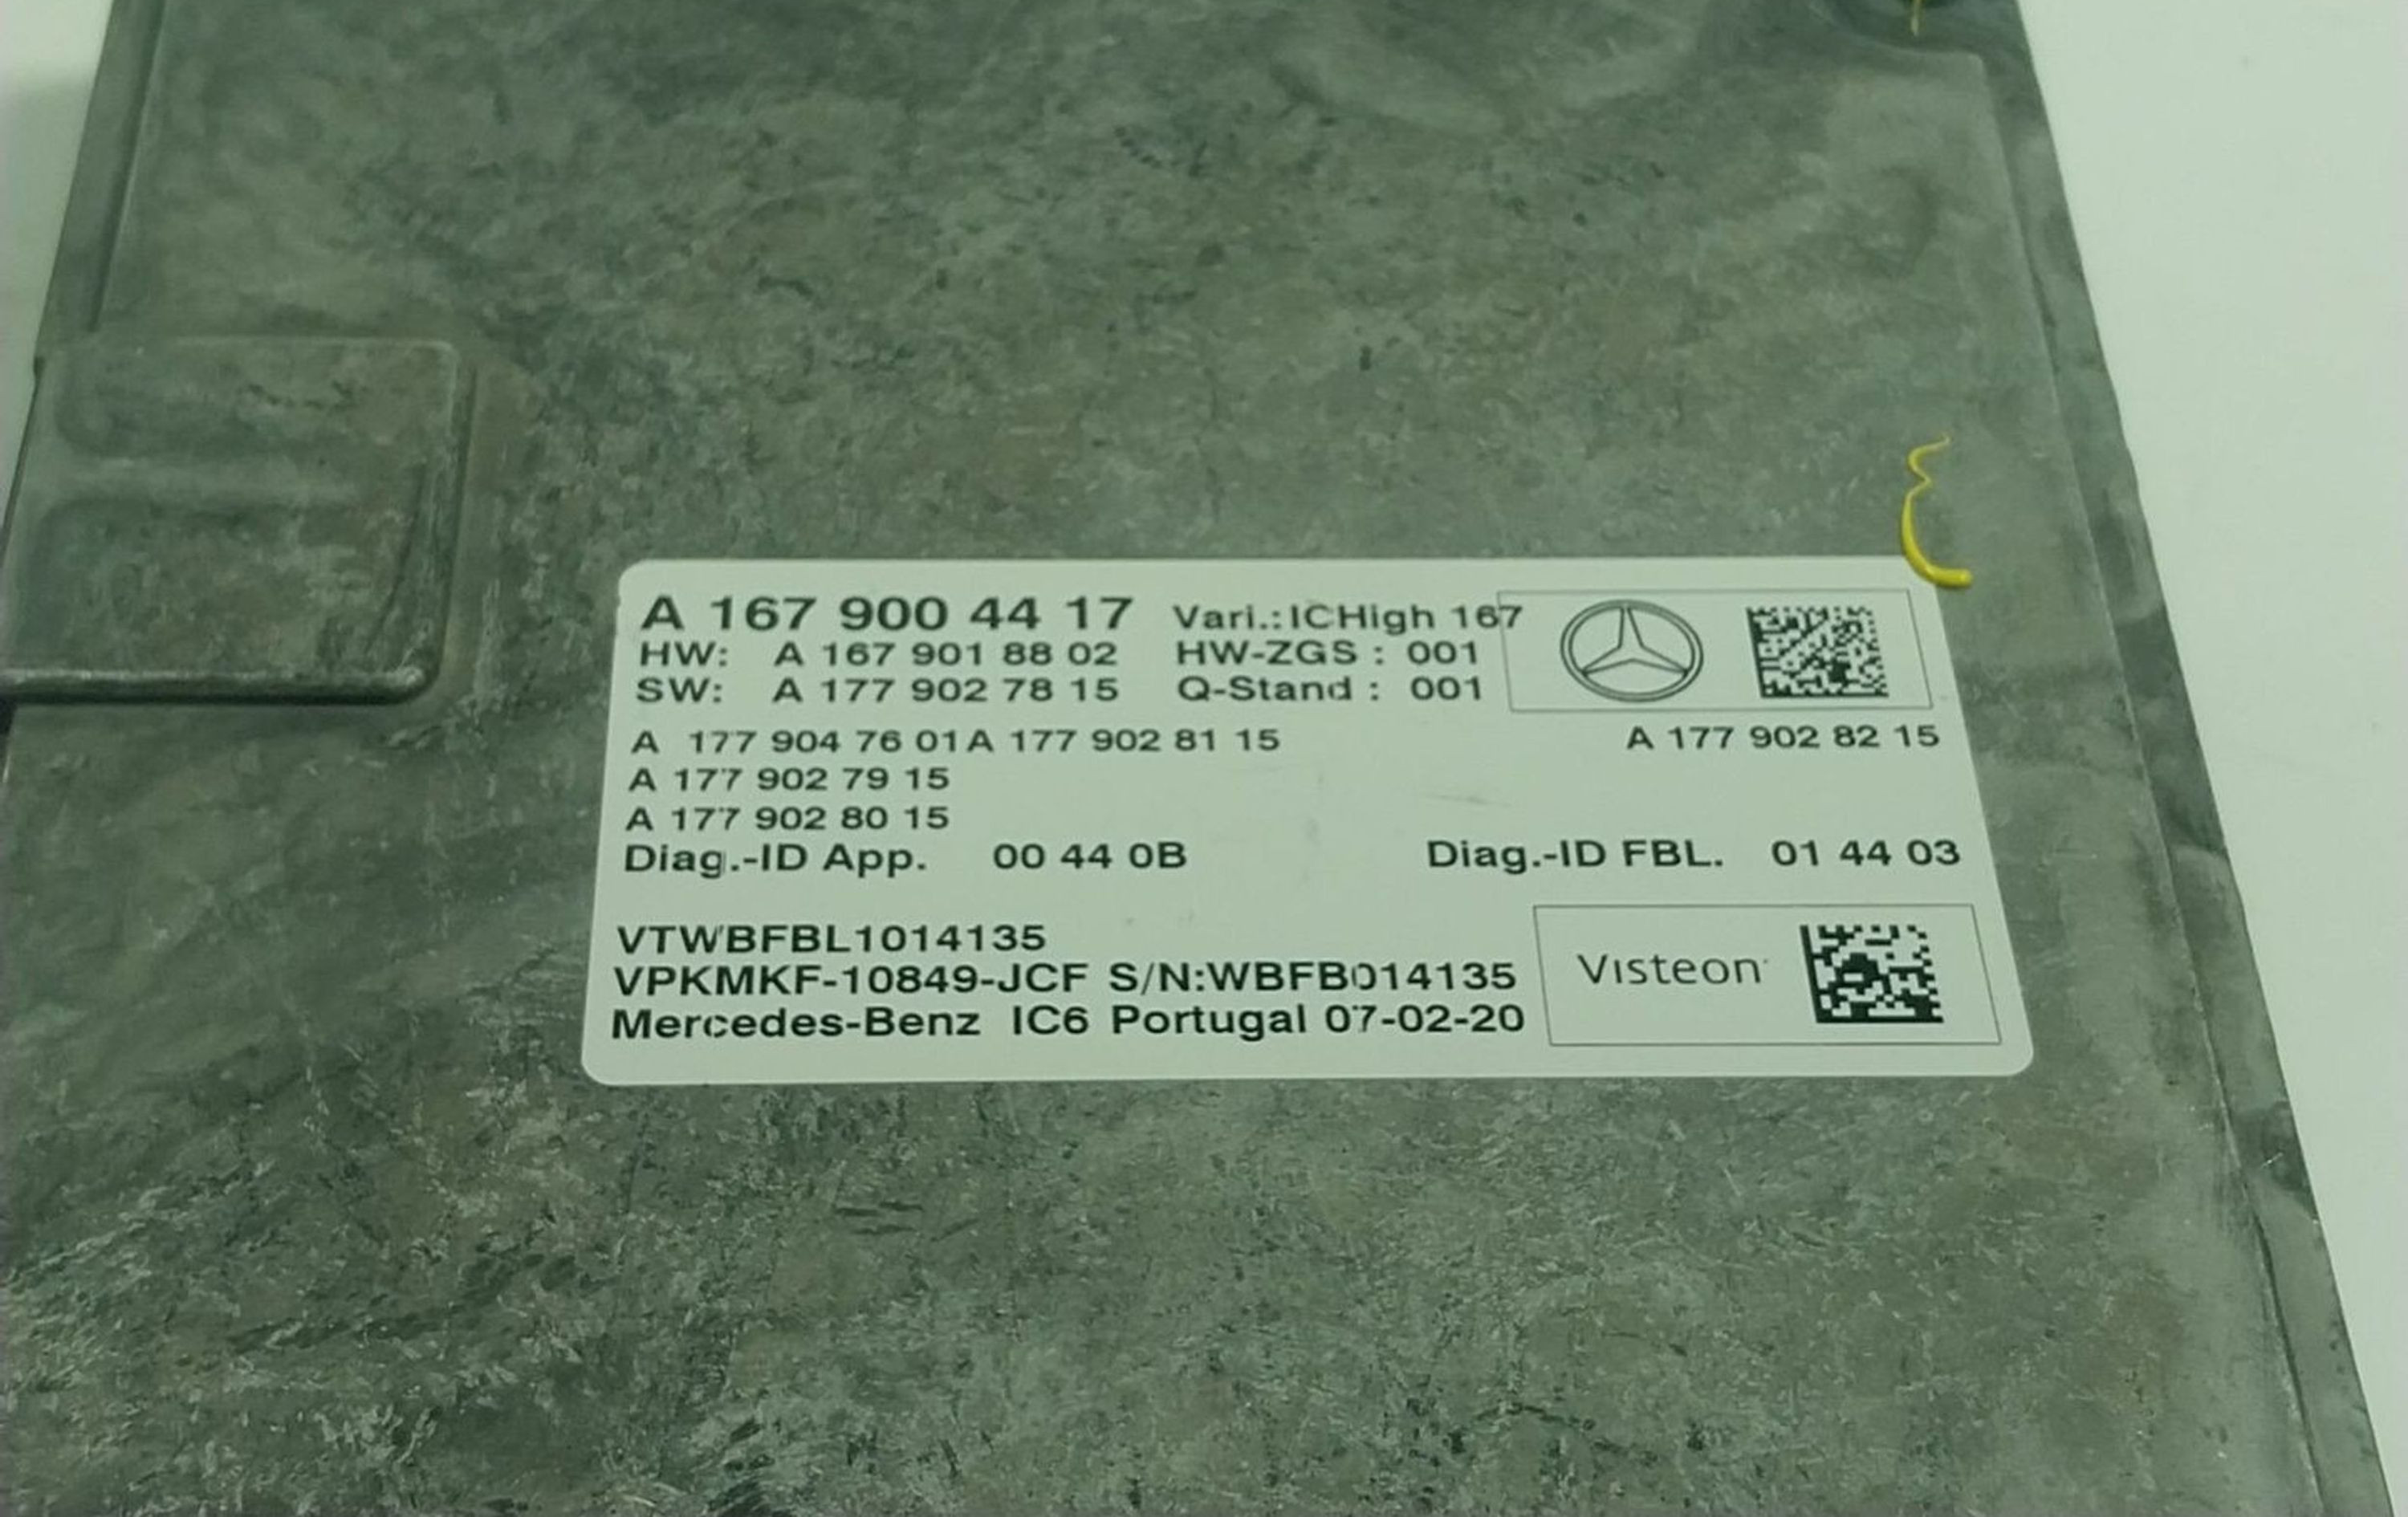 A 167 900 44 17 Vari.:ICHigh 167
HW: A 167 901 88 02 HW-ZGS : 001
SW: A 177 902 78 15 Q-Stand : 001
A 177 904 76 01 A 177 902 81 15 A 177 902 82 15
A 177 902 79 15
A 177 902 80 15
Diag.-ID App. 00 44 0B Diag.-ID FBL. 01 44 03
VTWBFBL1014135
VPKMKF-10849-JCF S/N:WBFB014135
Mercedes-Benz IC6 Portugal 07-02-20
Visteon